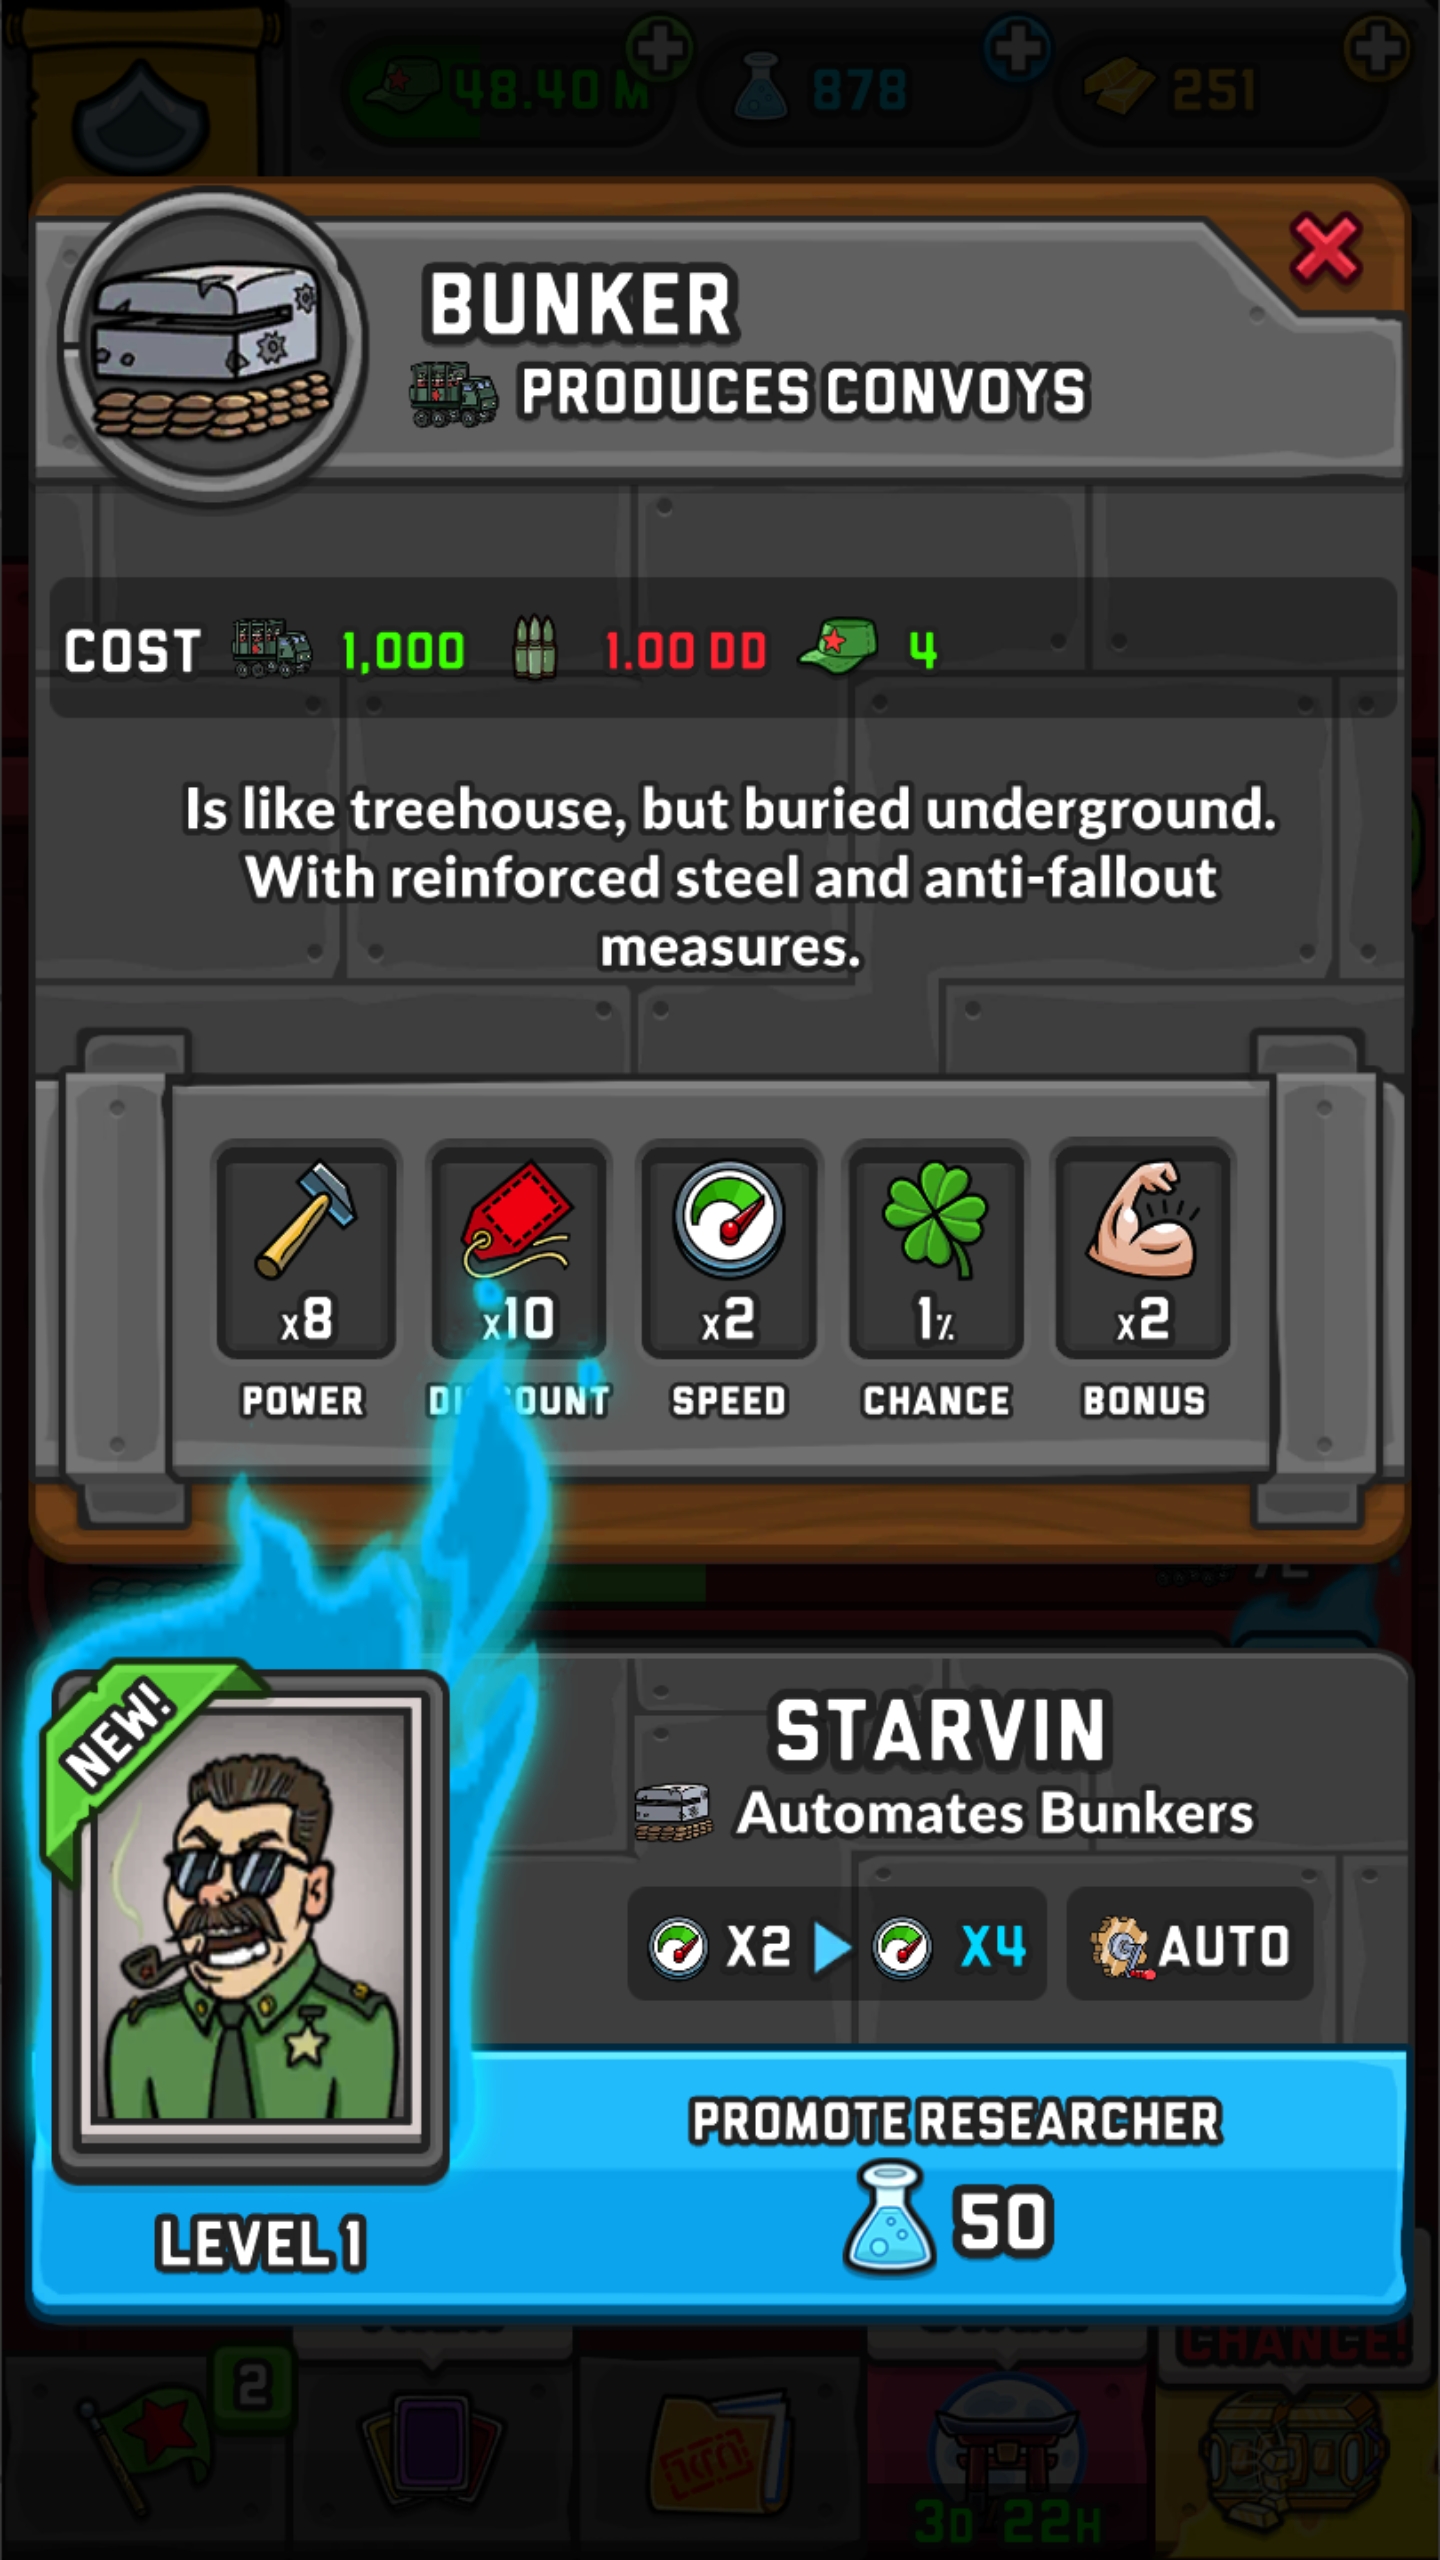 48.40 M 878 251
BUNKER
PRODUCES CONVOYS
COST 1,000 1.00 DD 4
Is like treehouse, but buried underground.
With reinforced steel and anti-fallout
measures.
x8 x10 x2 1% x2
POWER DISCOUNT SPEED CHANCE BONUS
NEW!
STARVIN
Automates Bunkers
X2 X4 AUTO
PROMOTE RESEARCHER
50
LEVEL 1
CHANCE!
2
3D 22H